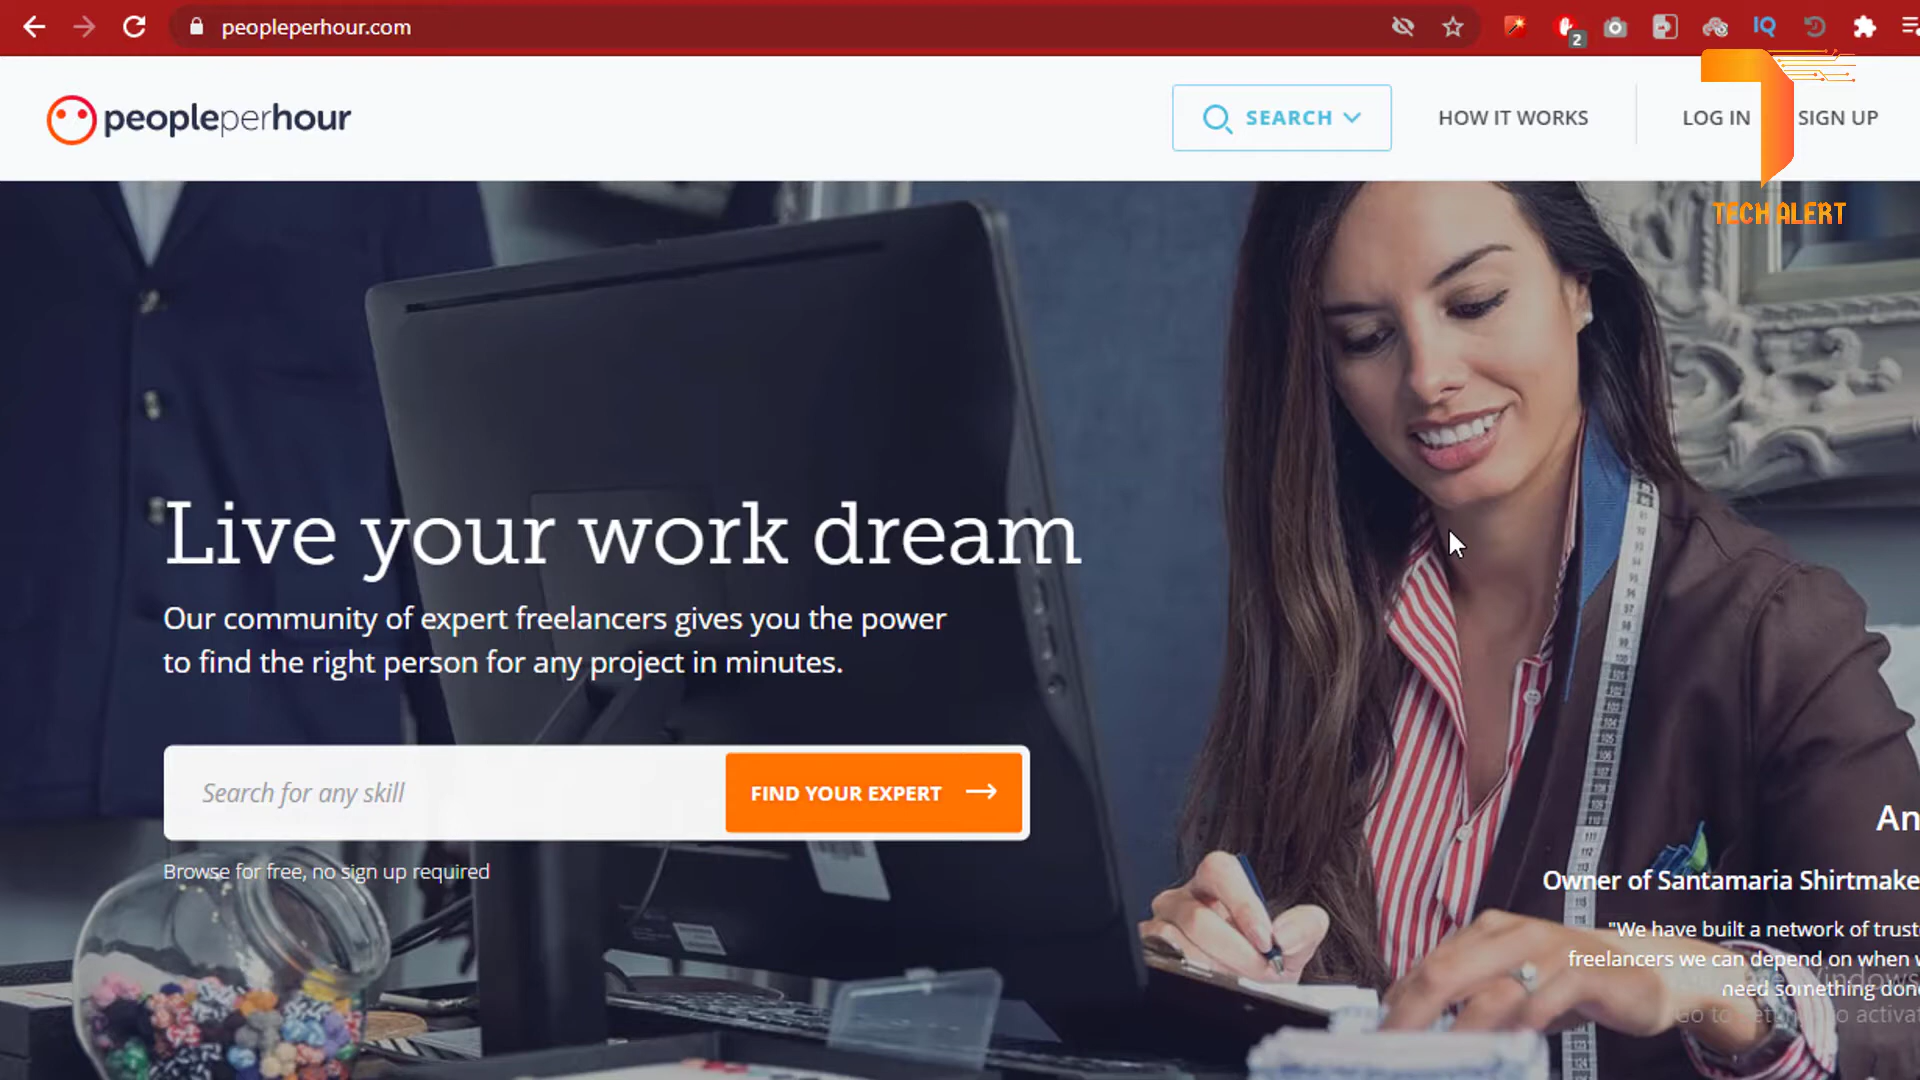 peopleperhour.com
2
IQ
peopleperhour
SEARCH
HOW IT WORKS
LOG IN
SIGN UP
TECH ALERT
Live your work dream
Our community of expert freelancers gives you the power
to find the right person for any project in minutes.
Search for any skill
FIND YOUR EXPERT
Browse for free, no sign up required
An
Owner of Santamaria Shirtmake
"We have built a network of trust
freelancers we can depend on when w
need something done